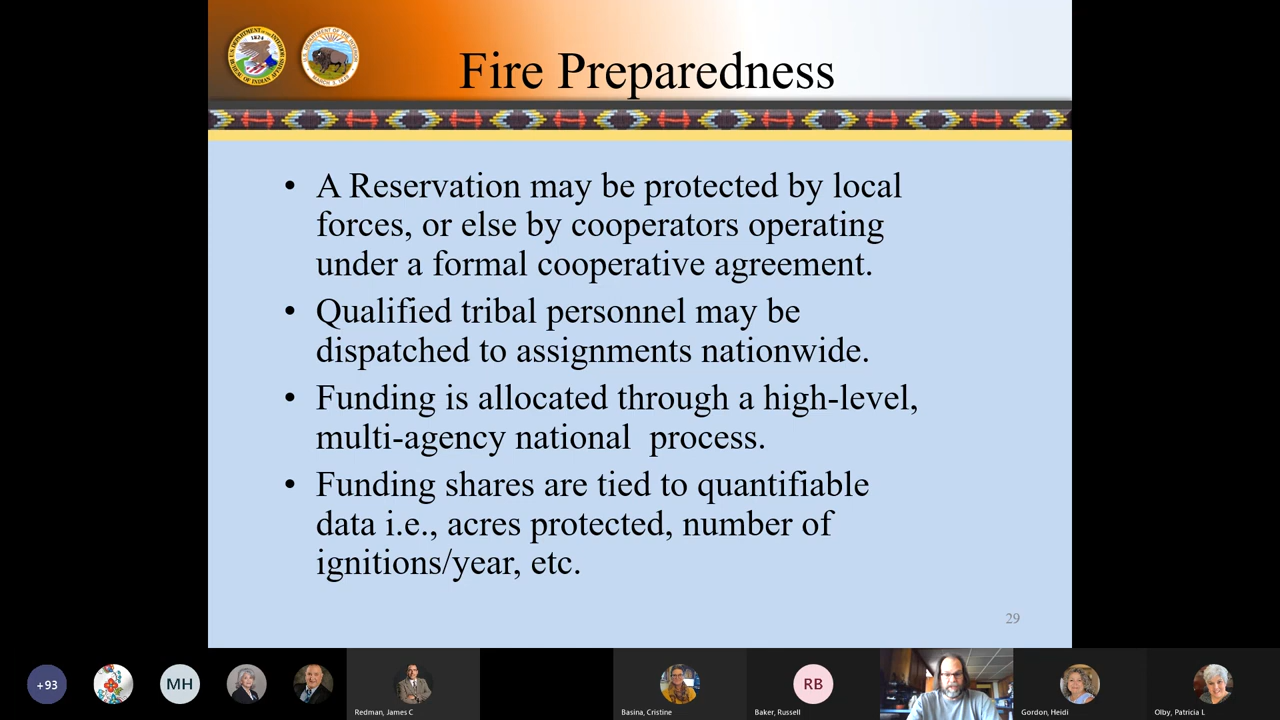 Fire Preparedness
• A Reservation may be protected by local
forces, or else by cooperators operating
under a formal cooperative agreement.
• Qualified tribal personnel may be
dispatched to assignments nationwide.
• Funding is allocated through a high-level,
multi-agency national  process.
• Funding shares are tied to quantifiable
data i.e., acres protected, number of
ignitions/year, etc.
29
+93
MH
RB
Redman, James C
Basina, Cristine
Baker, Russell
Gordon, Heidi
Olby, Patricia L